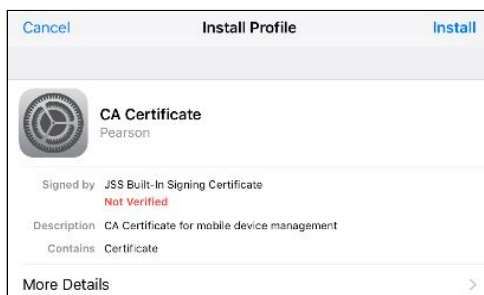 Cancel Install Profile Install
CA Certificate
Pearson
Signed by JSS Built-In Signing Certificate
Not Verified
Description CA Certificate for mobile device management
Contains Certificate
More Details